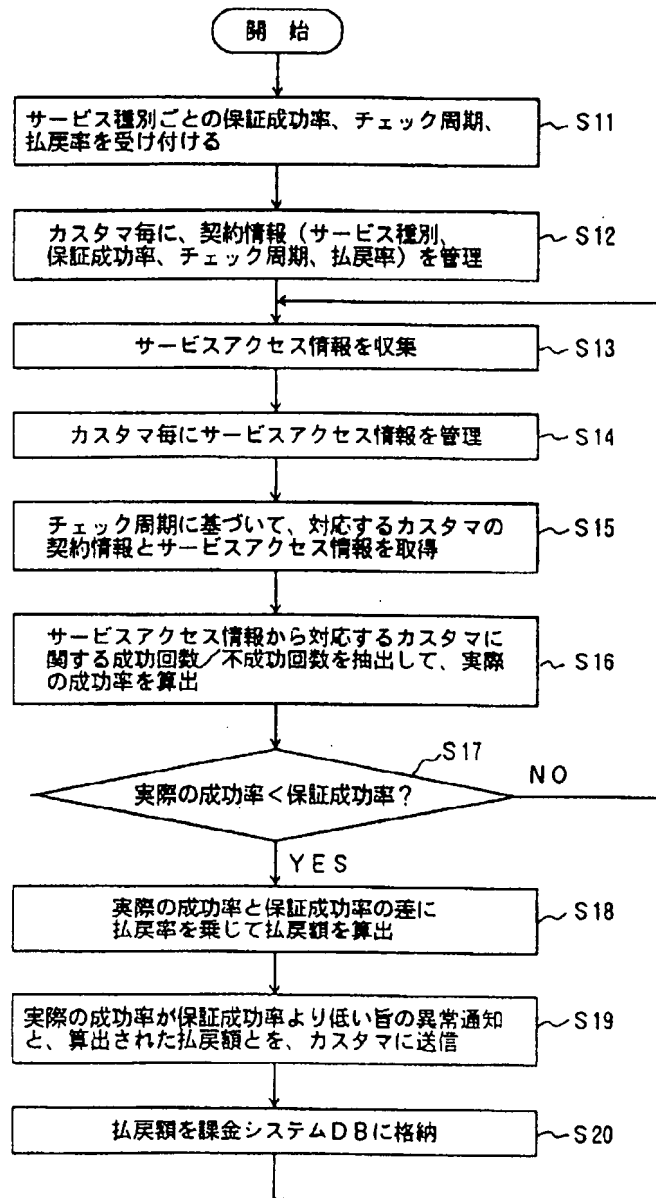 開 始
サービス種別ごとの保証成功率、チェック周期、
払戻率を受け付ける
S11
カスタマ毎に、契約情報（サービス種別、
保証成功率、チェック周期、払戻率）を管理
S12
サービスアクセス情報を収集
S13
カスタマ毎にサービスアクセス情報を管理
S14
チェック周期に基づいて、対応するカスタマの
契約情報とサービスアクセス情報を取得
S15
サービスアクセス情報から対応するカスタマに
関する成功回数／不成功回数を抽出して、実際
の成功率を算出
S16
S17
実際の成功率＜保証成功率？
NO
YES
実際の成功率と保証成功率の差に
払戻率を乗じて払戻額を算出
S18
実際の成功率が保証成功率より低い旨の異常通知
と、算出された払戻額とを、カスタマに送信
S19
払戻額を課金システムDBに格納
S20